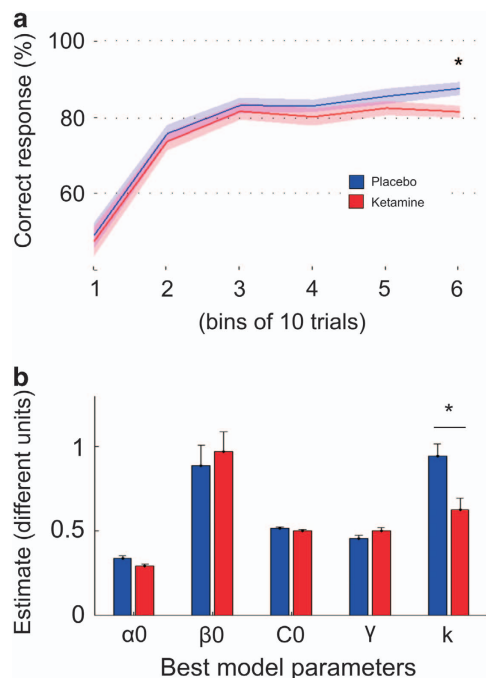 a
Correct response (%)
100
80
60
*
Placebo
Ketamine
1 2 3 4 5 6
(bins of 10 trials)
b
Estimate (different units)
1
0.5
0
*
α0 β0 C0 γ k
Best model parameters